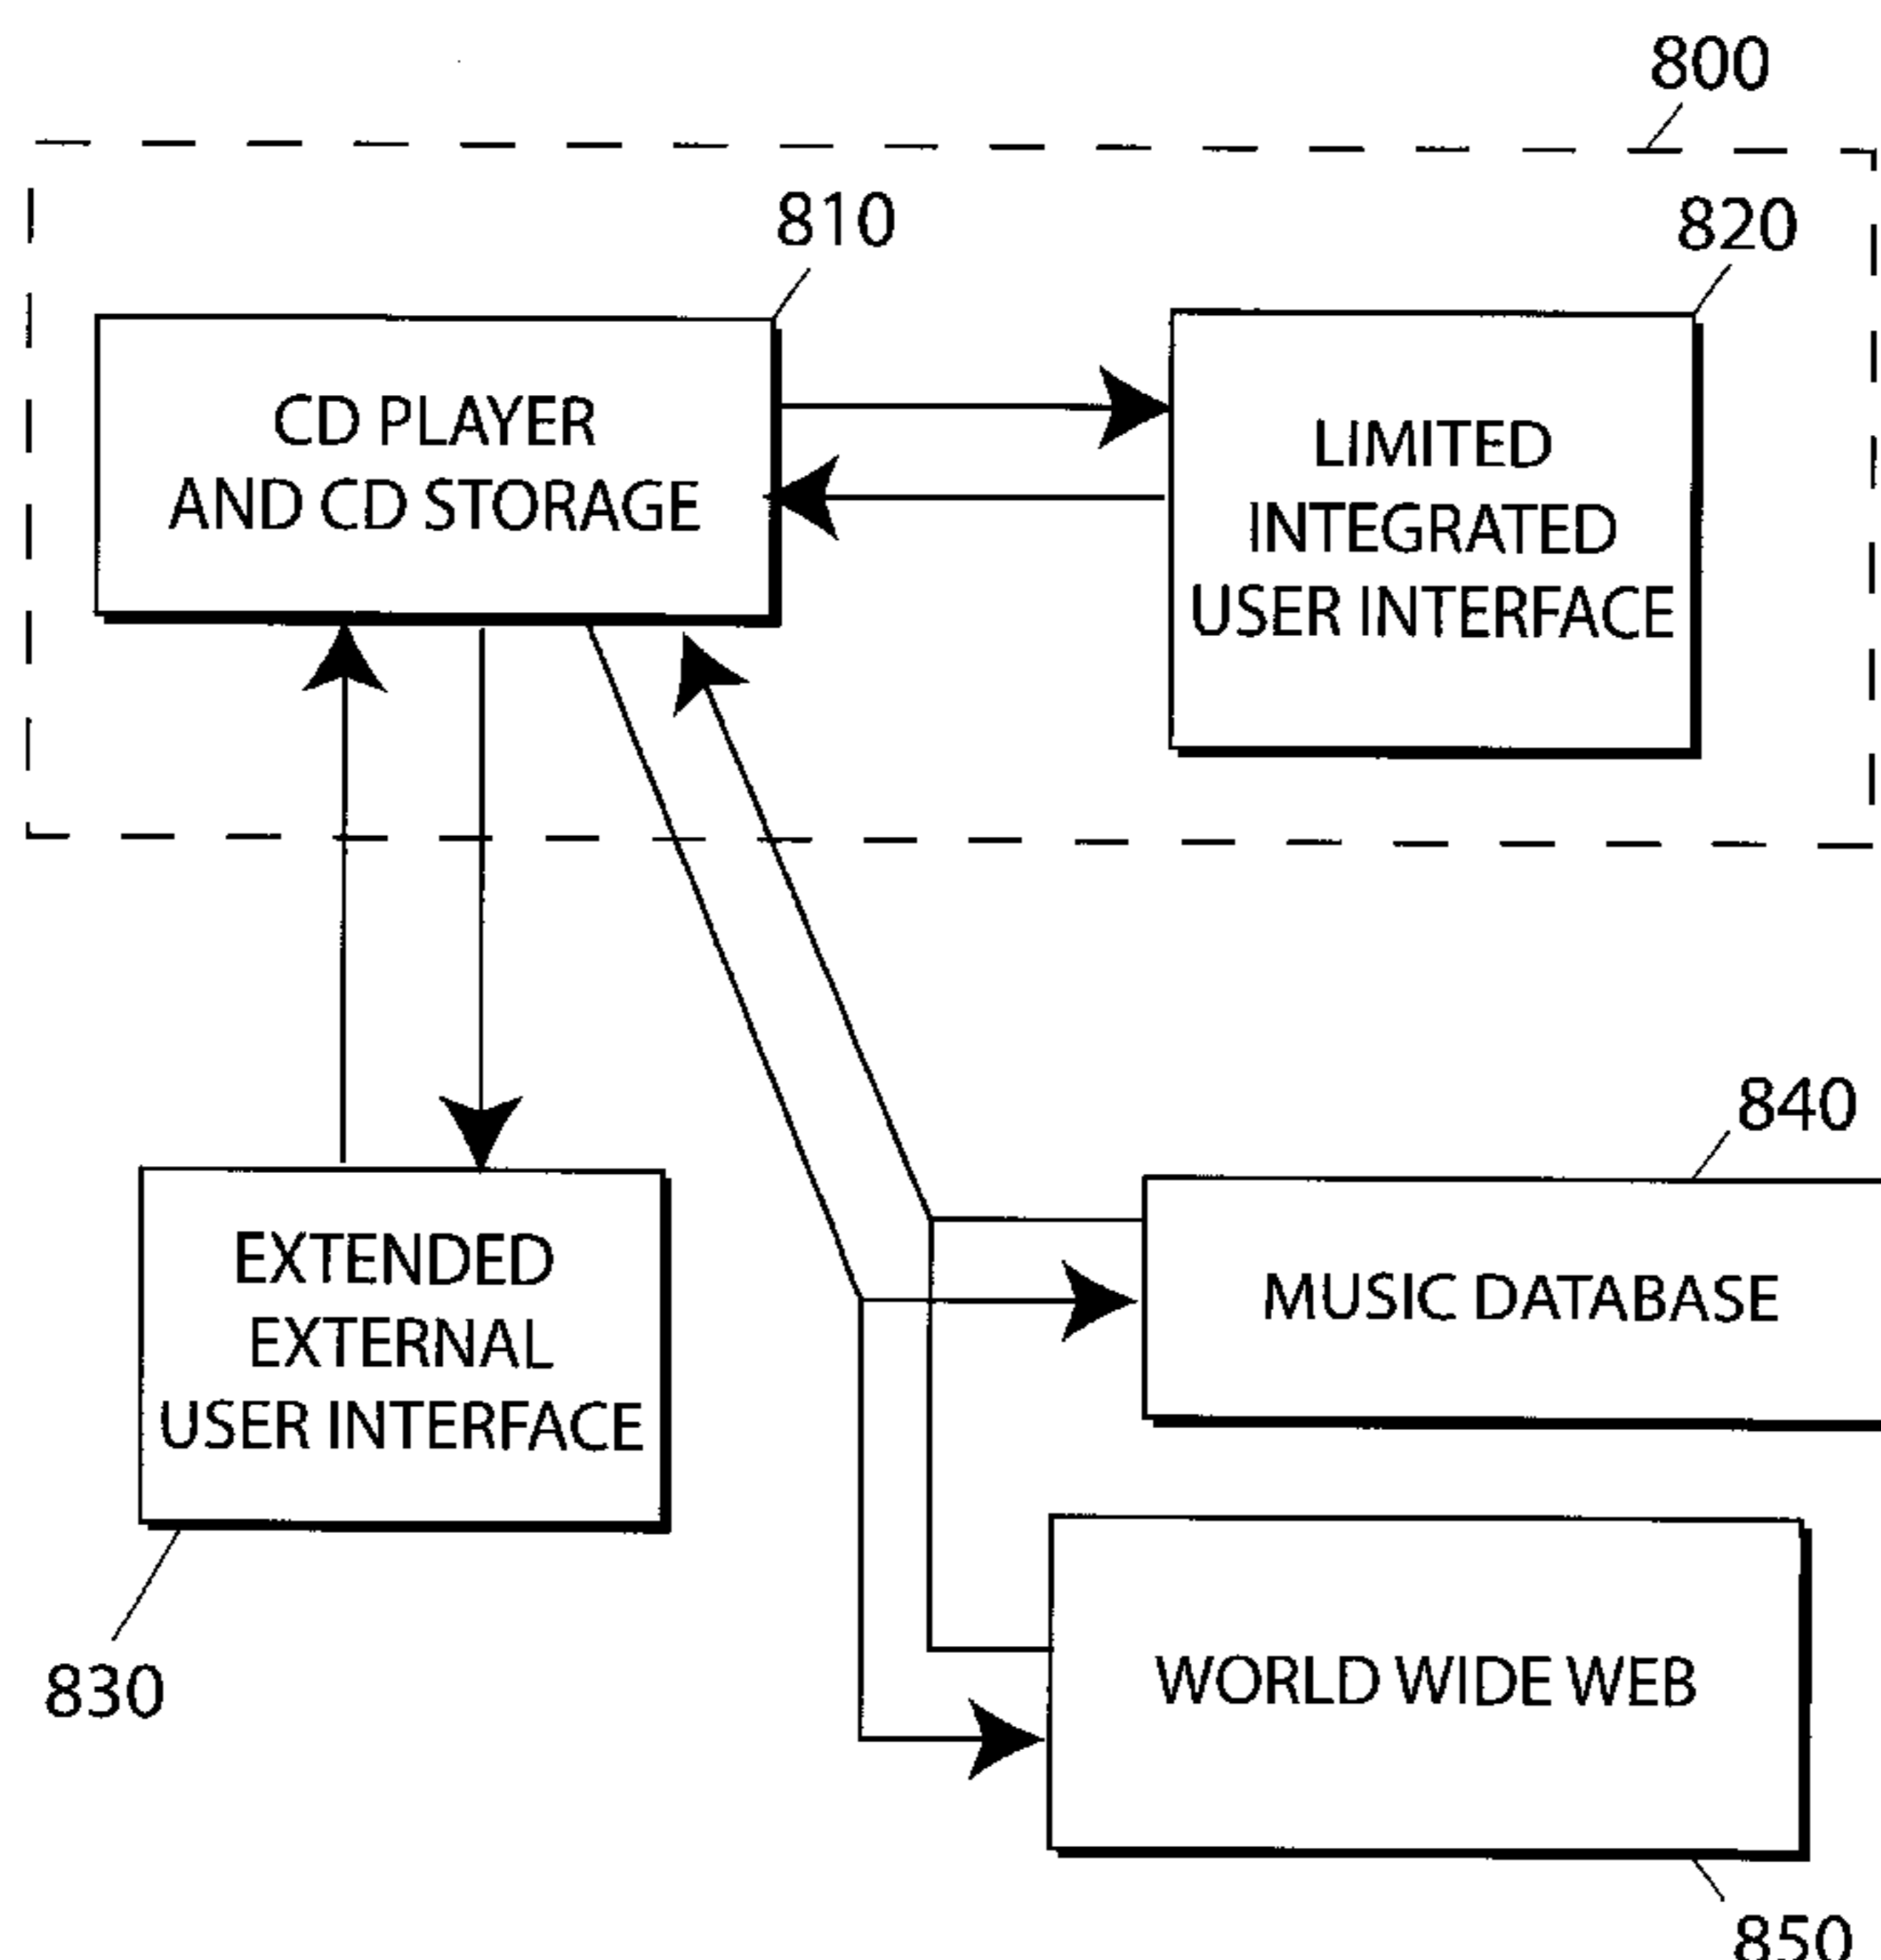 800
810
820
CD PLAYER
AND CD STORAGE
LIMITED
INTEGRATED
USER INTERFACE
840
EXTENDED
EXTERNAL
USER INTERFACE
MUSIC DATABASE
830
WORLD WIDE WEB
850